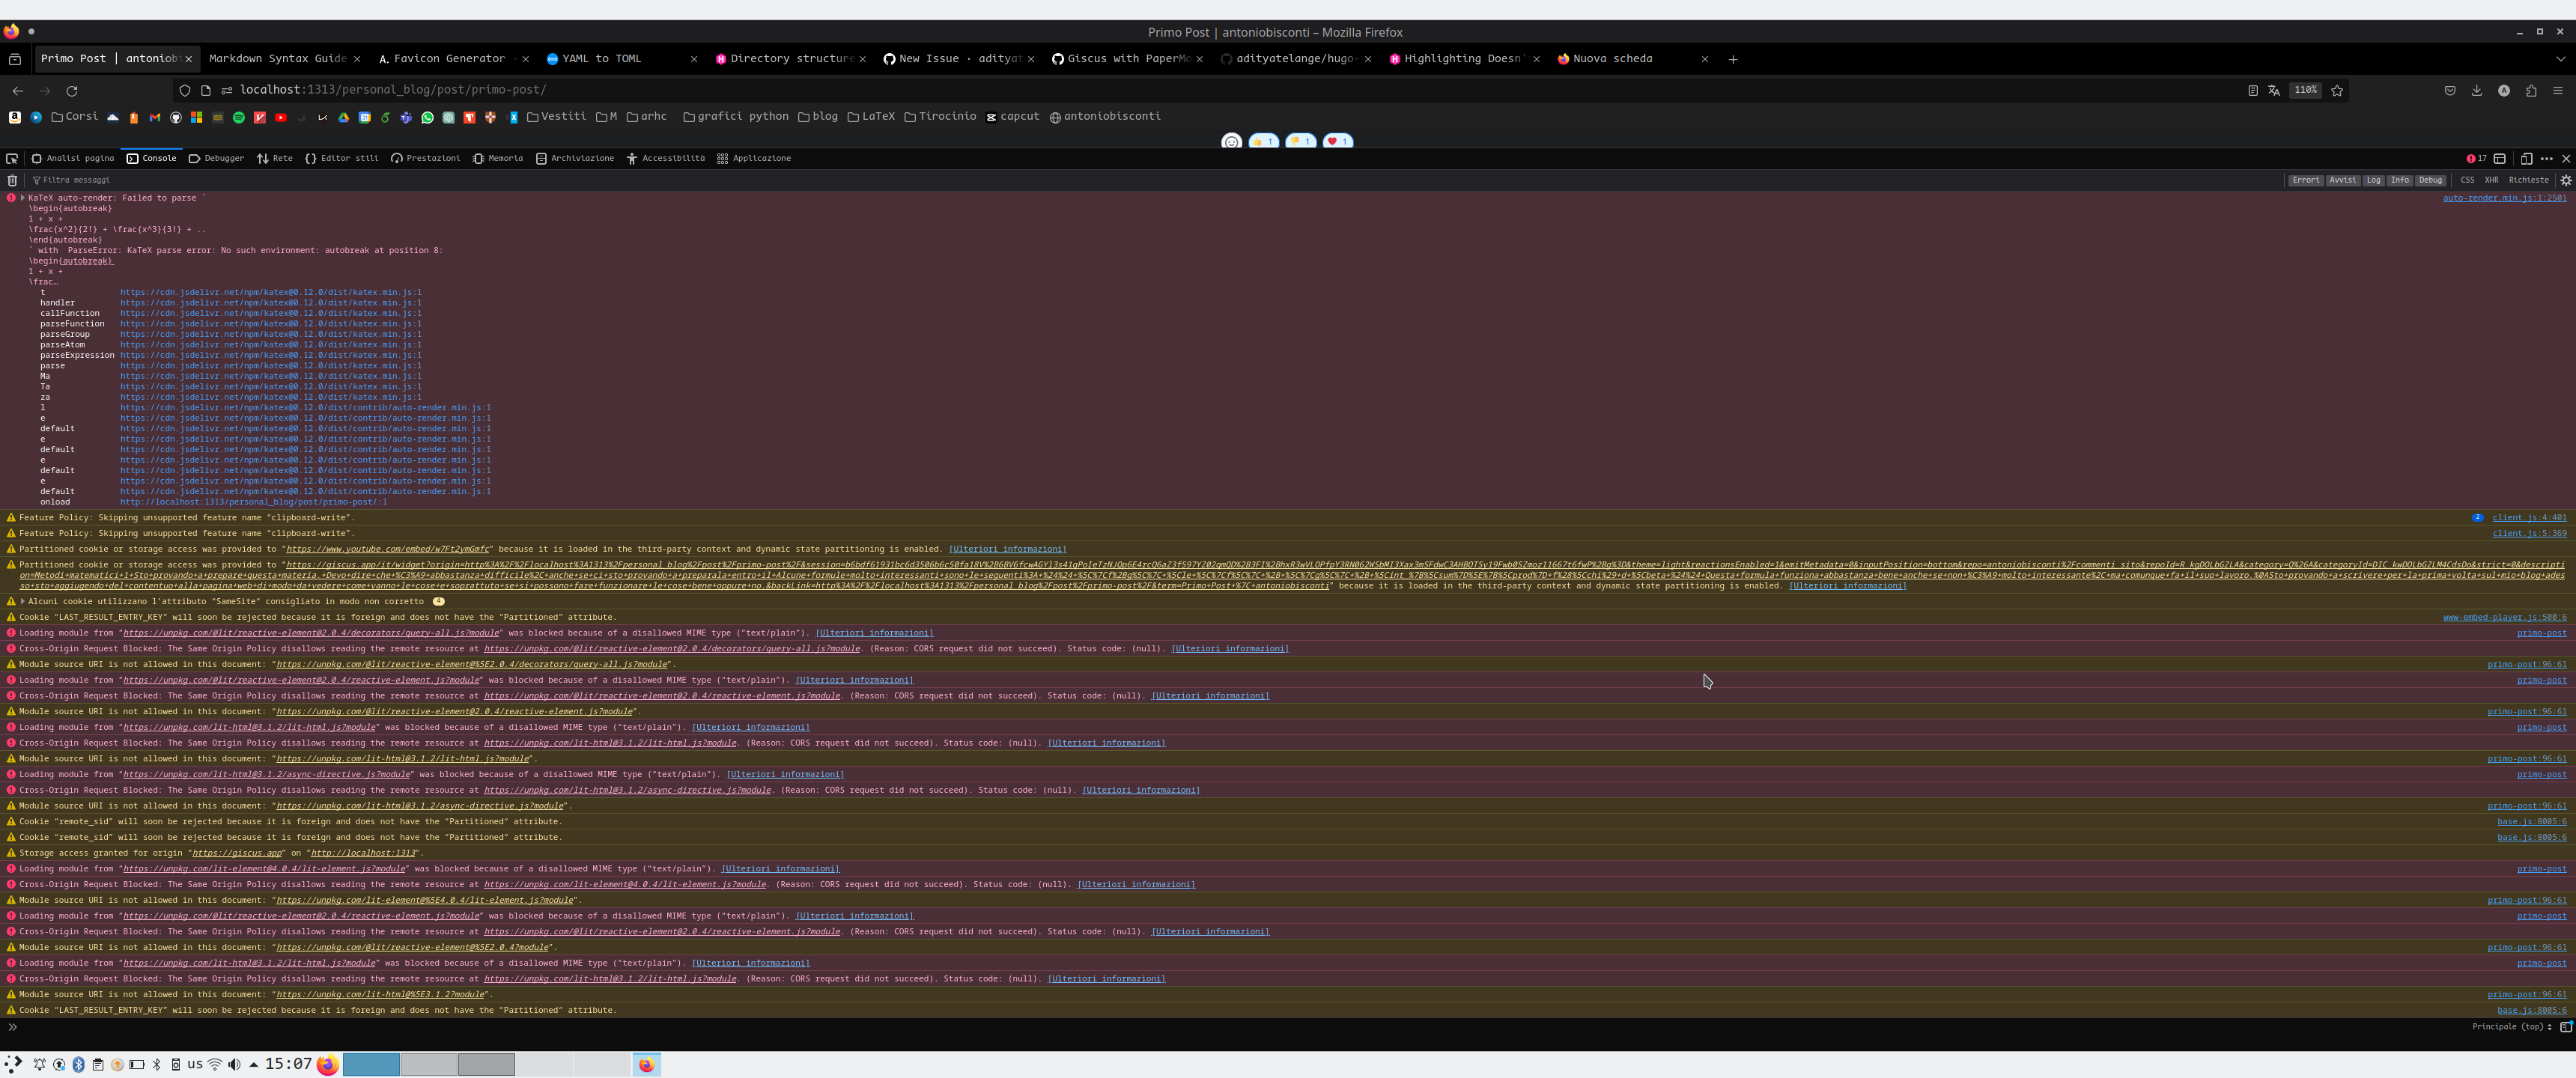 Primo Post | antoniobisconti – Mozilla Firefox
Primo Post | antoniobi
Markdown Syntax Guide
Favicon Generator -
YAML to TOML
Directory structure
New Issue · adityat
Giscus with PaperMo
adityatelange/hugo-
Highlighting Doesn'
Nuova scheda
localhost:1313/personal_blog/post/primo-post/
110%
Corsi
Vestiti
M
arhc
grafici python
blog
LaTeX
Tirocinio
capcut
antoniobisconti
1
1
1
Analisi pagina
Console
Debugger
Rete
Editor stili
Prestazioni
Memoria
Archiviazione
Accessibilità
Applicazione
17
Filtra messaggi
Errori
Avvisi
Log
Info
Debug
CSS
XHR
Richieste
KaTeX auto-render: Failed to parse ` auto-render.min.js:1:2501
\begin{autobreak}
1 + x +
\frac{x^2}{2!} + \frac{x^3}{3!} + ..
\end{autobreak}
` with ParseError: KaTeX parse error: No such environment: autobreak at position 8:
\begin{autobreak}
1 + x +
\frac…
t https://cdn.jsdelivr.net/npm/katex@0.12.0/dist/katex.min.js:1
handler https://cdn.jsdelivr.net/npm/katex@0.12.0/dist/katex.min.js:1
callFunction https://cdn.jsdelivr.net/npm/katex@0.12.0/dist/katex.min.js:1
parseFunction https://cdn.jsdelivr.net/npm/katex@0.12.0/dist/katex.min.js:1
parseGroup https://cdn.jsdelivr.net/npm/katex@0.12.0/dist/katex.min.js:1
parseAtom https://cdn.jsdelivr.net/npm/katex@0.12.0/dist/katex.min.js:1
parseExpression https://cdn.jsdelivr.net/npm/katex@0.12.0/dist/katex.min.js:1
parse https://cdn.jsdelivr.net/npm/katex@0.12.0/dist/katex.min.js:1
Ma https://cdn.jsdelivr.net/npm/katex@0.12.0/dist/katex.min.js:1
Ta https://cdn.jsdelivr.net/npm/katex@0.12.0/dist/katex.min.js:1
za https://cdn.jsdelivr.net/npm/katex@0.12.0/dist/katex.min.js:1
l https://cdn.jsdelivr.net/npm/katex@0.12.0/dist/contrib/auto-render.min.js:1
e https://cdn.jsdelivr.net/npm/katex@0.12.0/dist/contrib/auto-render.min.js:1
default https://cdn.jsdelivr.net/npm/katex@0.12.0/dist/contrib/auto-render.min.js:1
e https://cdn.jsdelivr.net/npm/katex@0.12.0/dist/contrib/auto-render.min.js:1
default https://cdn.jsdelivr.net/npm/katex@0.12.0/dist/contrib/auto-render.min.js:1
e https://cdn.jsdelivr.net/npm/katex@0.12.0/dist/contrib/auto-render.min.js:1
default https://cdn.jsdelivr.net/npm/katex@0.12.0/dist/contrib/auto-render.min.js:1
e https://cdn.jsdelivr.net/npm/katex@0.12.0/dist/contrib/auto-render.min.js:1
default https://cdn.jsdelivr.net/npm/katex@0.12.0/dist/contrib/auto-render.min.js:1
onload http://localhost:1313/personal_blog/post/primo-post/:1
Feature Policy: Skipping unsupported feature name "clipboard-write". 2 client.js:4:401
Feature Policy: Skipping unsupported feature name "clipboard-write". client.js:5:369
Partitioned cookie or storage access was provided to "https://www.youtube.com/embed/w7Ft2ymGmfc" because it is loaded in the third-party context and dynamic state partitioning is enabled. [Ulteriori informazioni]
Partitioned cookie or storage access was provided to
because it is loaded in the third-party context and dynamic state partitioning is enabled. [Ulteriori informazioni]
Alcuni cookie utilizzano l'attributo "SameSite" consigliato in modo non corretto 4
Cookie "LAST_RESULT_ENTRY_KEY" will soon be rejected because it is foreign and does not have the "Partitioned" attribute. www-embed-player.js:500:6
Loading module from "https://unpkg.com/@lit/reactive-element@2.0.4/decorators/query-all.js?module" was blocked because of a disallowed MIME type ("text/plain"). [Ulteriori informazioni] primo-post
Cross-Origin Request Blocked: The Same Origin Policy disallows reading the remote resource at https://unpkg.com/@lit/reactive-element@2.0.4/decorators/query-all.js?module. (Reason: CORS request did not succeed). Status code: (null). [Ulteriori informazioni]
Module source URI is not allowed in this document: "https://unpkg.com/@lit/reactive-element@%5E2.0.4/decorators/query-all.js?module". primo-post:96:61
Loading module from "https://unpkg.com/@lit/reactive-element@2.0.4/reactive-element.js?module" was blocked because of a disallowed MIME type ("text/plain"). [Ulteriori informazioni] primo-post
Cross-Origin Request Blocked: The Same Origin Policy disallows reading the remote resource at https://unpkg.com/@lit/reactive-element@2.0.4/reactive-element.js?module. (Reason: CORS request did not succeed). Status code: (null). [Ulteriori informazioni]
Module source URI is not allowed in this document: "https://unpkg.com/@lit/reactive-element@2.0.4/reactive-element.js?module". primo-post:96:61
Loading module from "https://unpkg.com/lit-html@3.1.2/lit-html.js?module" was blocked because of a disallowed MIME type ("text/plain"). [Ulteriori informazioni] primo-post
Cross-Origin Request Blocked: The Same Origin Policy disallows reading the remote resource at https://unpkg.com/lit-html@3.1.2/lit-html.js?module. (Reason: CORS request did not succeed). Status code: (null). [Ulteriori informazioni]
Module source URI is not allowed in this document: "https://unpkg.com/lit-html@3.1.2/lit-html.js?module". primo-post:96:61
Loading module from "https://unpkg.com/lit-html@3.1.2/async-directive.js?module" was blocked because of a disallowed MIME type ("text/plain"). [Ulteriori informazioni] primo-post
Cross-Origin Request Blocked: The Same Origin Policy disallows reading the remote resource at https://unpkg.com/lit-html@3.1.2/async-directive.js?module. (Reason: CORS request did not succeed). Status code: (null). [Ulteriori informazioni]
Module source URI is not allowed in this document: "https://unpkg.com/lit-html@3.1.2/async-directive.js?module". primo-post:96:61
Cookie "remote_sid" will soon be rejected because it is foreign and does not have the "Partitioned" attribute. base.js:8005:6
Cookie "remote_sid" will soon be rejected because it is foreign and does not have the "Partitioned" attribute. base.js:8005:6
Storage access granted for origin "https://giscus.app" on "http://localhost:1313".
Loading module from "https://unpkg.com/lit-element@4.0.4/lit-element.js?module" was blocked because of a disallowed MIME type ("text/plain"). [Ulteriori informazioni] primo-post
Cross-Origin Request Blocked: The Same Origin Policy disallows reading the remote resource at https://unpkg.com/lit-element@4.0.4/lit-element.js?module. (Reason: CORS request did not succeed). Status code: (null). [Ulteriori informazioni]
Module source URI is not allowed in this document: "https://unpkg.com/lit-element@%5E4.0.4/lit-element.js?module". primo-post:96:61
Loading module from "https://unpkg.com/@lit/reactive-element@2.0.4/reactive-element.js?module" was blocked because of a disallowed MIME type ("text/plain"). [Ulteriori informazioni] primo-post
Cross-Origin Request Blocked: The Same Origin Policy disallows reading the remote resource at https://unpkg.com/@lit/reactive-element@2.0.4/reactive-element.js?module. (Reason: CORS request did not succeed). Status code: (null). [Ulteriori informazioni]
Module source URI is not allowed in this document: "https://unpkg.com/@lit/reactive-element@%5E2.0.4?module". primo-post:96:61
Loading module from "https://unpkg.com/lit-html@3.1.2/lit-html.js?module" was blocked because of a disallowed MIME type ("text/plain"). [Ulteriori informazioni] primo-post
Cross-Origin Request Blocked: The Same Origin Policy disallows reading the remote resource at https://unpkg.com/lit-html@3.1.2/lit-html.js?module. (Reason: CORS request did not succeed). Status code: (null). [Ulteriori informazioni]
Module source URI is not allowed in this document: "https://unpkg.com/lit-html@%5E3.1.2?module". primo-post:96:61
Cookie "LAST_RESULT_ENTRY_KEY" will soon be rejected because it is foreign and does not have the "Partitioned" attribute. base.js:8005:6
Principale (top)
us
15:07